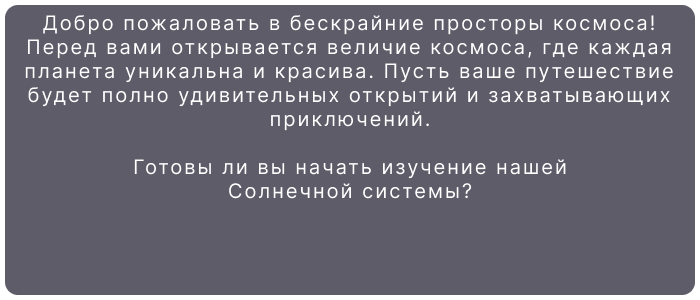 Добро пожаловать в бескрайние просторы космоса!
Перед вами открывается величие космоса, где каждая
планета уникальна и красива. Пусть ваше путешествие
будет полно удивительных открытий и захватывающих
приключений.
Готовы ли вы начать изучение нашей
Солнечной системы?